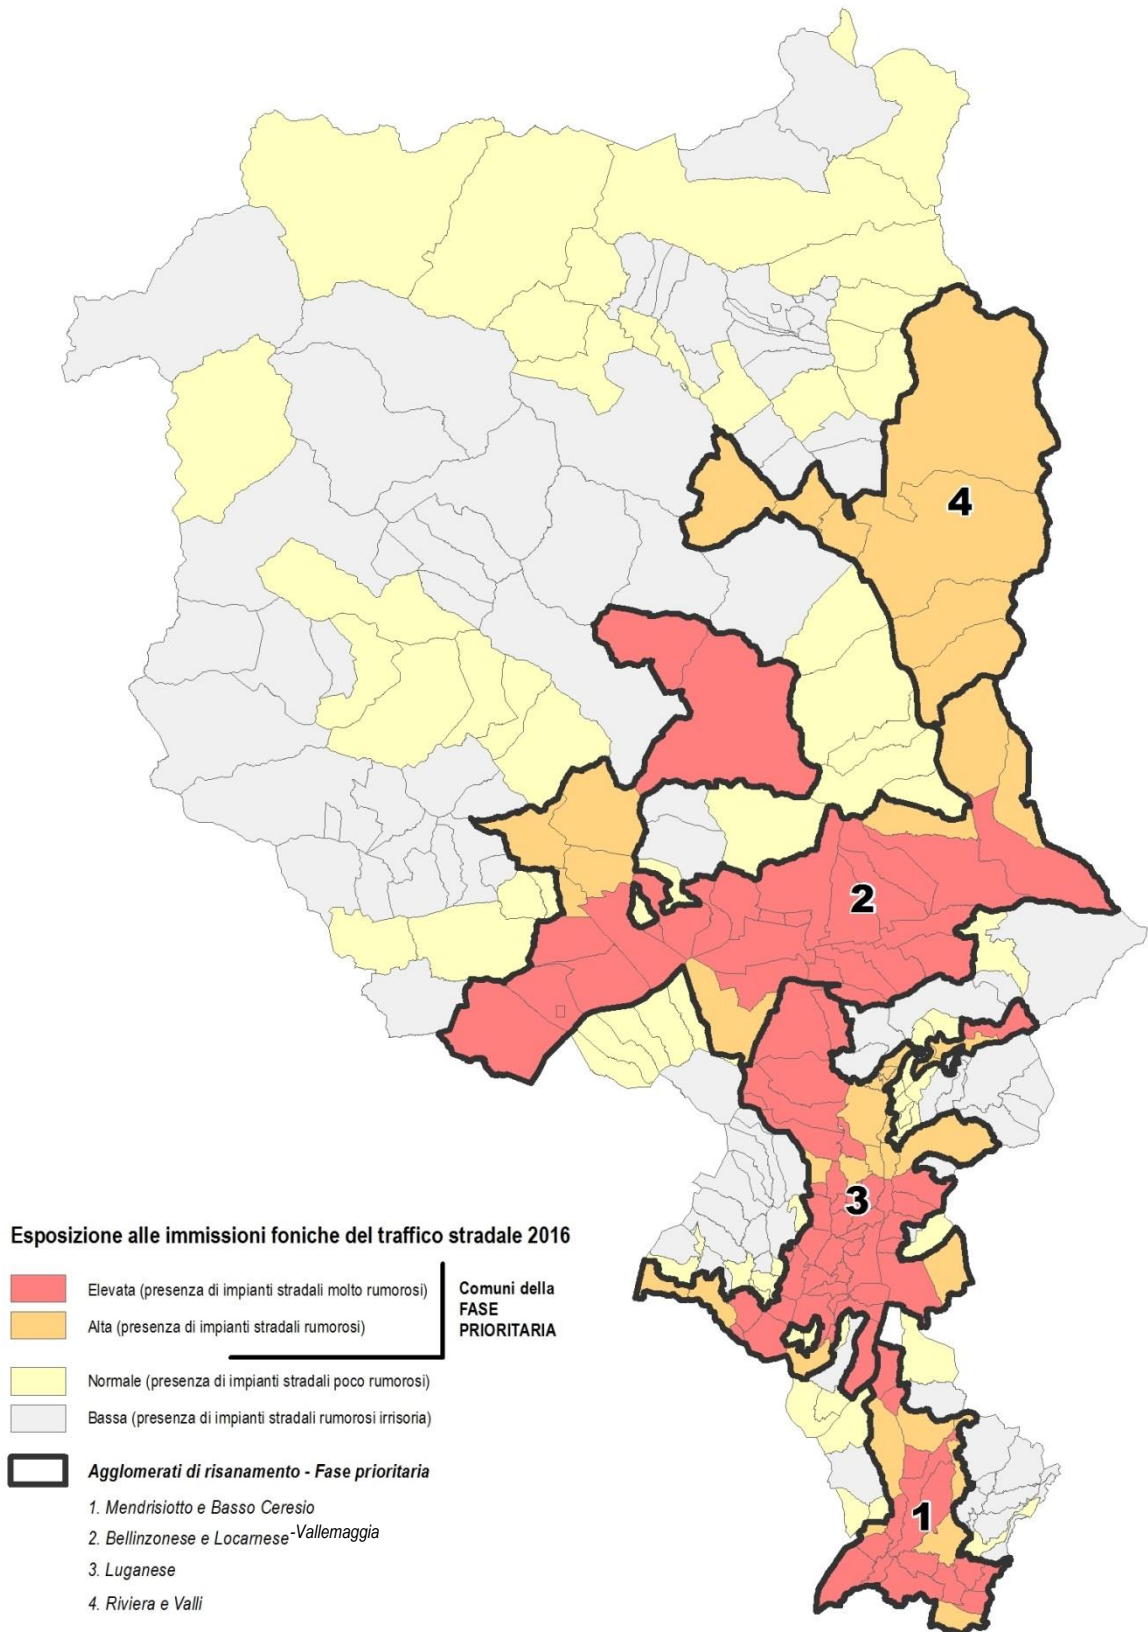 4
2
3
1
Esposizione alle immissioni foniche del traffico stradale 2016
Elevata (presenza di impianti stradali molto rumorosi)
Alta (presenza di impianti stradali rumorosi)
Comuni della
FASE
PRIORITARIA
Normale (presenza di impianti stradali poco rumorosi)
Bassa (presenza di impianti stradali rumorosi irrisoria)
Agglomerati di risanamento - Fase prioritaria
1. Mendrisiotto e Basso Ceresio
2. Bellinzonese e Locarnese-Vallemaggia
3. Luganese
4. Riviera e Valli